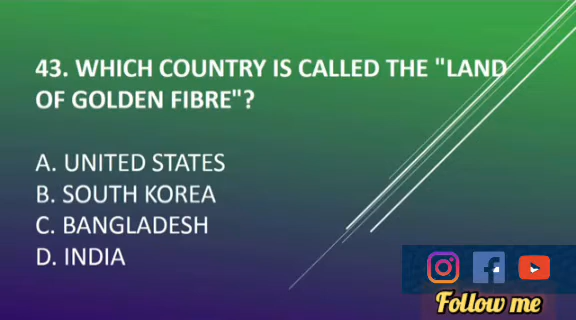 43. WHICH COUNTRY IS CALLED THE "LAND
OF GOLDEN FIBRE"?
A. UNITED STATES
B. SOUTH KOREA
C. BANGLADESH
D. INDIA
Follow me